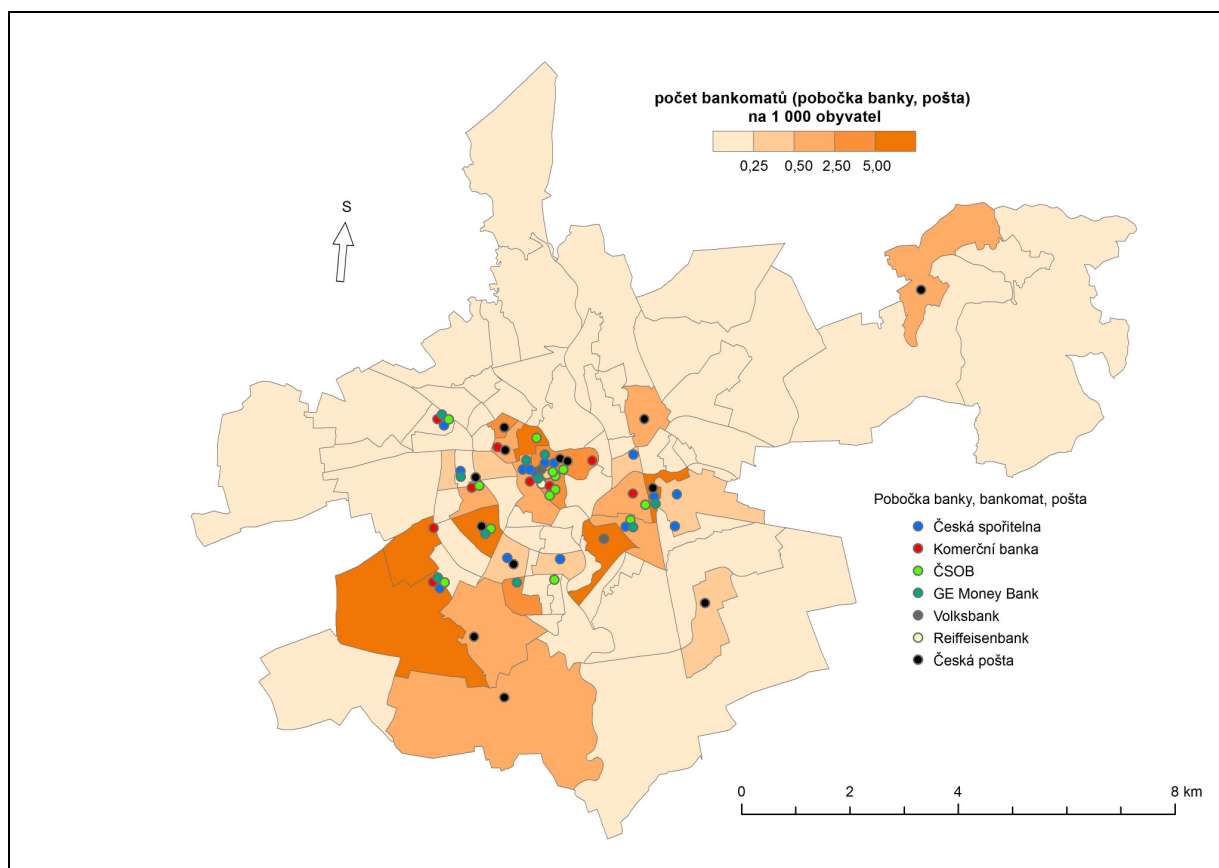 počet bankomatů (pobočka banky, pošta)
na 1 000 obyvatel
0,25 0,50 2,50 5,00
S
Pobočka banky, bankomat, pošta
Česká spořitelna
Komerční banka
ČSOB
GE Money Bank
Volksbank
Reiffeisenbank
Česká pošta
0 2 4 6 8 km